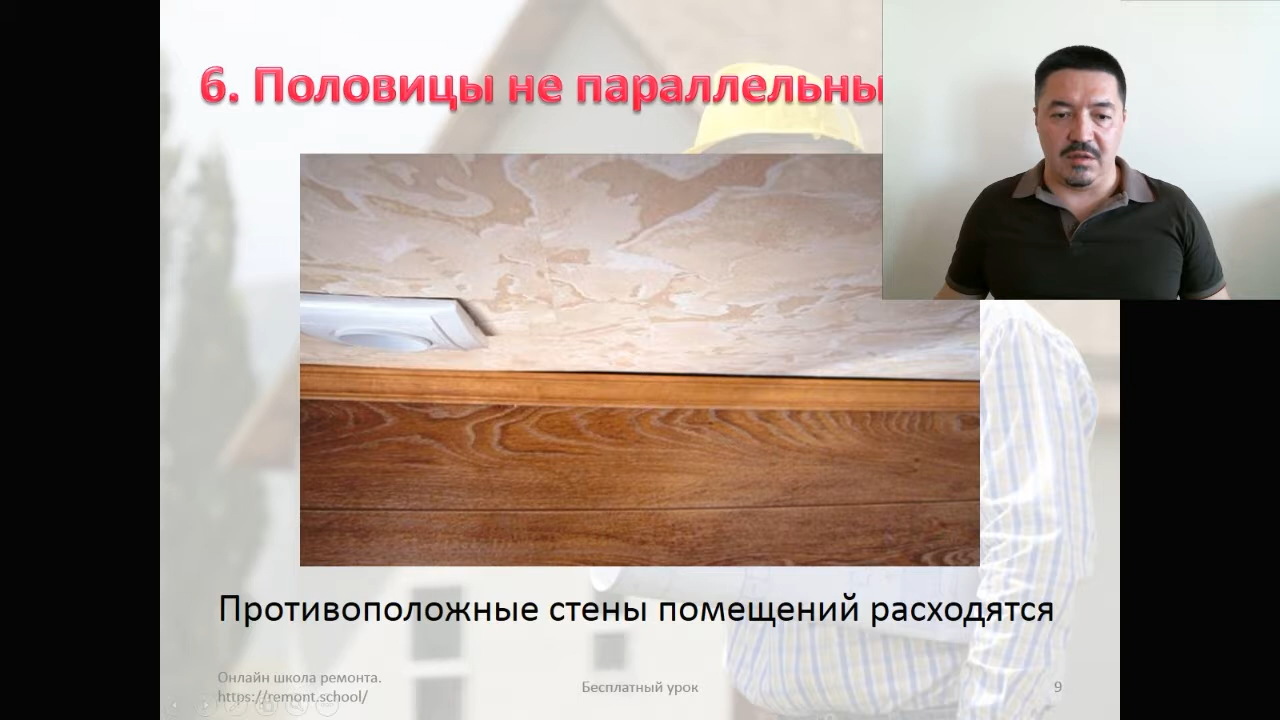 6. Половицы не параллельны
Противоположные стены помещений расходятся
Онлайн школа ремонта.
https://remont.school/
Бесплатный урок
9